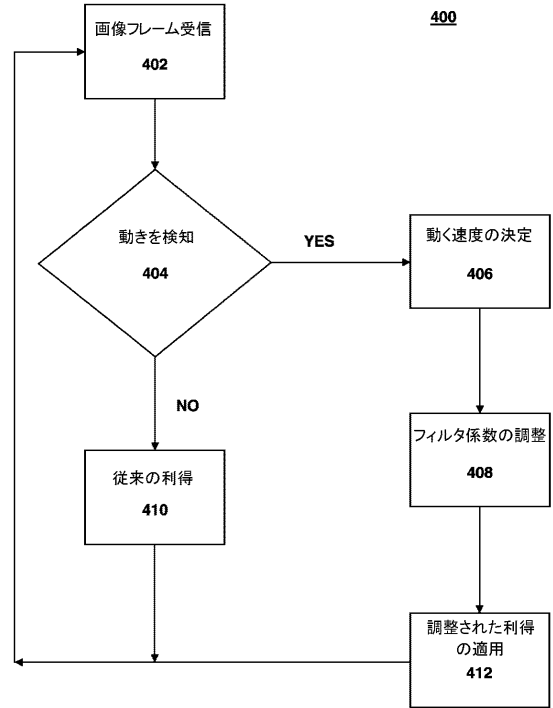 400
画像フレーム受信
402
動きを検知
404
YES
動く速度の決定
406
NO
フィルタ係数の調整
408
従来の利得
410
調整された利得
の適用
412